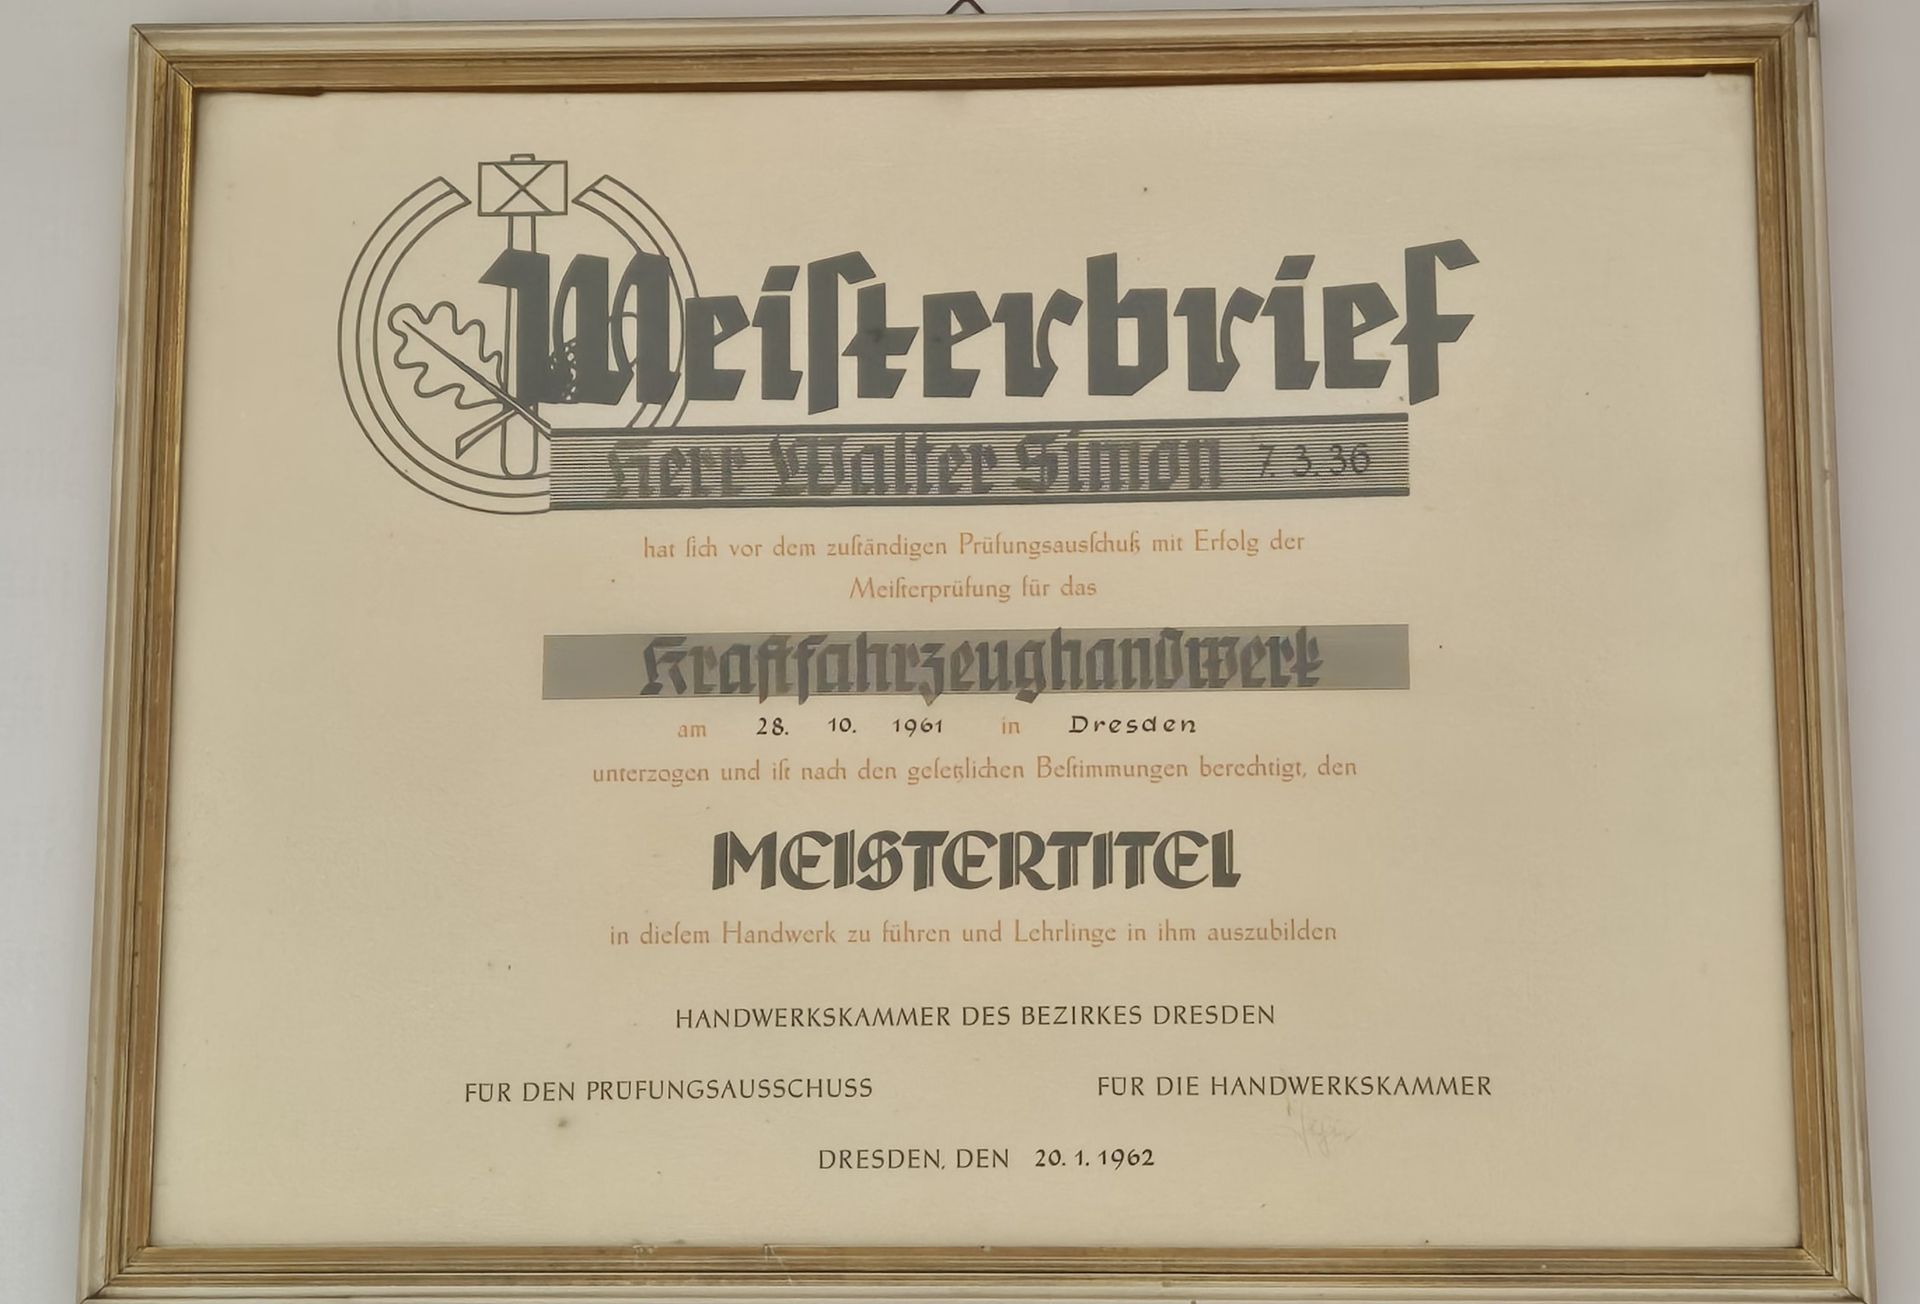 Meiſterbrief
Herr Walter Simon 7. 3. 36
hat ſich vor dem zuſtändigen Prüfungsausſchuß mit Erfolg der
Meiſterprüfung für das
Kraftfahrzeughandwerk
am 28. 10. 1961 in Dresden
unterzogen und iſt nach den geſetzlichen Beſtimmungen berechtigt, den
MEISTERTITEL
in dieſem Handwerk zu führen und Lehrlinge in ihm auszubilden
HANDWERKSKAMMER DES BEZIRKES DRESDEN
FÜR DEN PRÜFUNGSAUSSCHUSS FÜR DIE HANDWERKSKAMMER
DRESDEN, DEN 20. 1. 1962